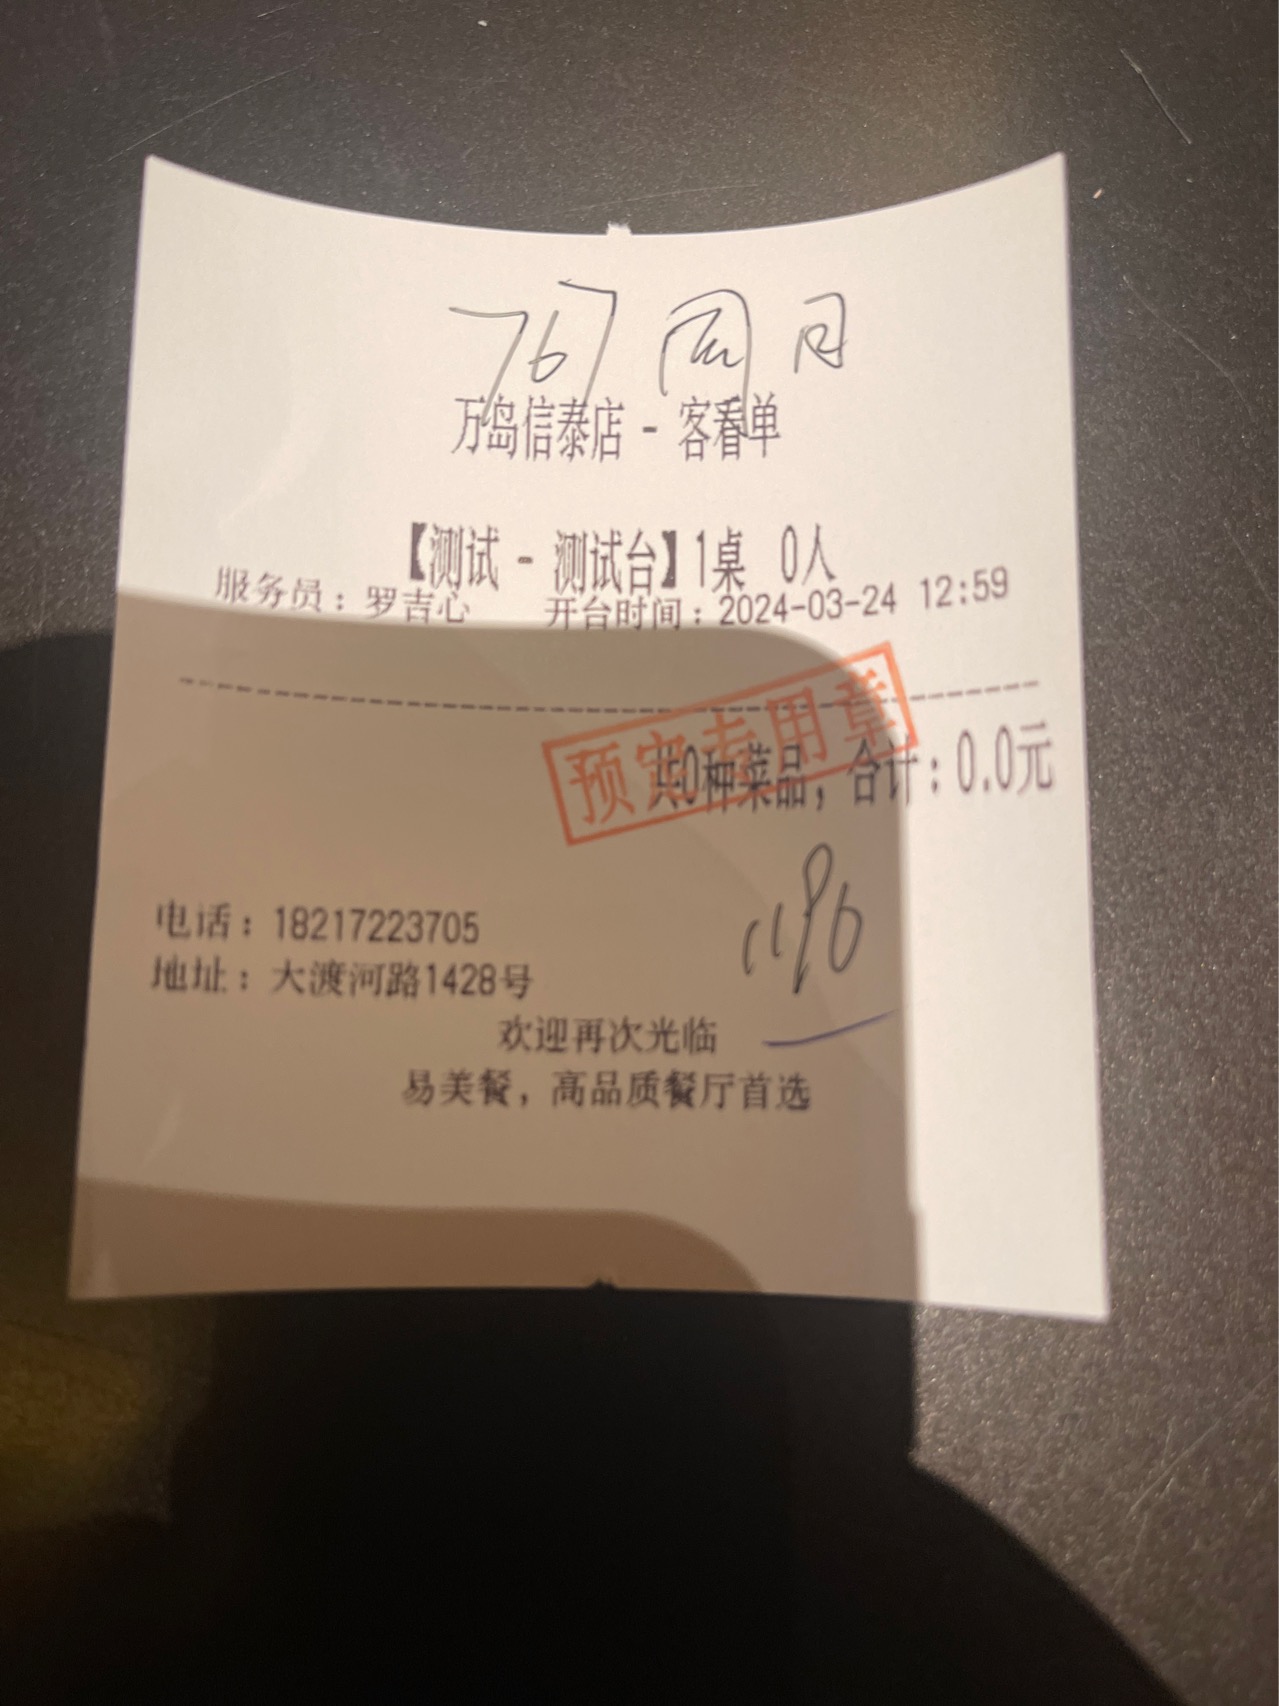 767 周月
万岛信泰店 - 客看单
【测试 - 测试台】1桌 0人
服务员：罗吉心 开台时间：2024-03-24 12:59
预定专用章
共0种菜品，合计：0.0元
1196
电话：18217223705
地址：大渡河路1428号
欢迎再次光临
易美餐，高品质餐厅首选